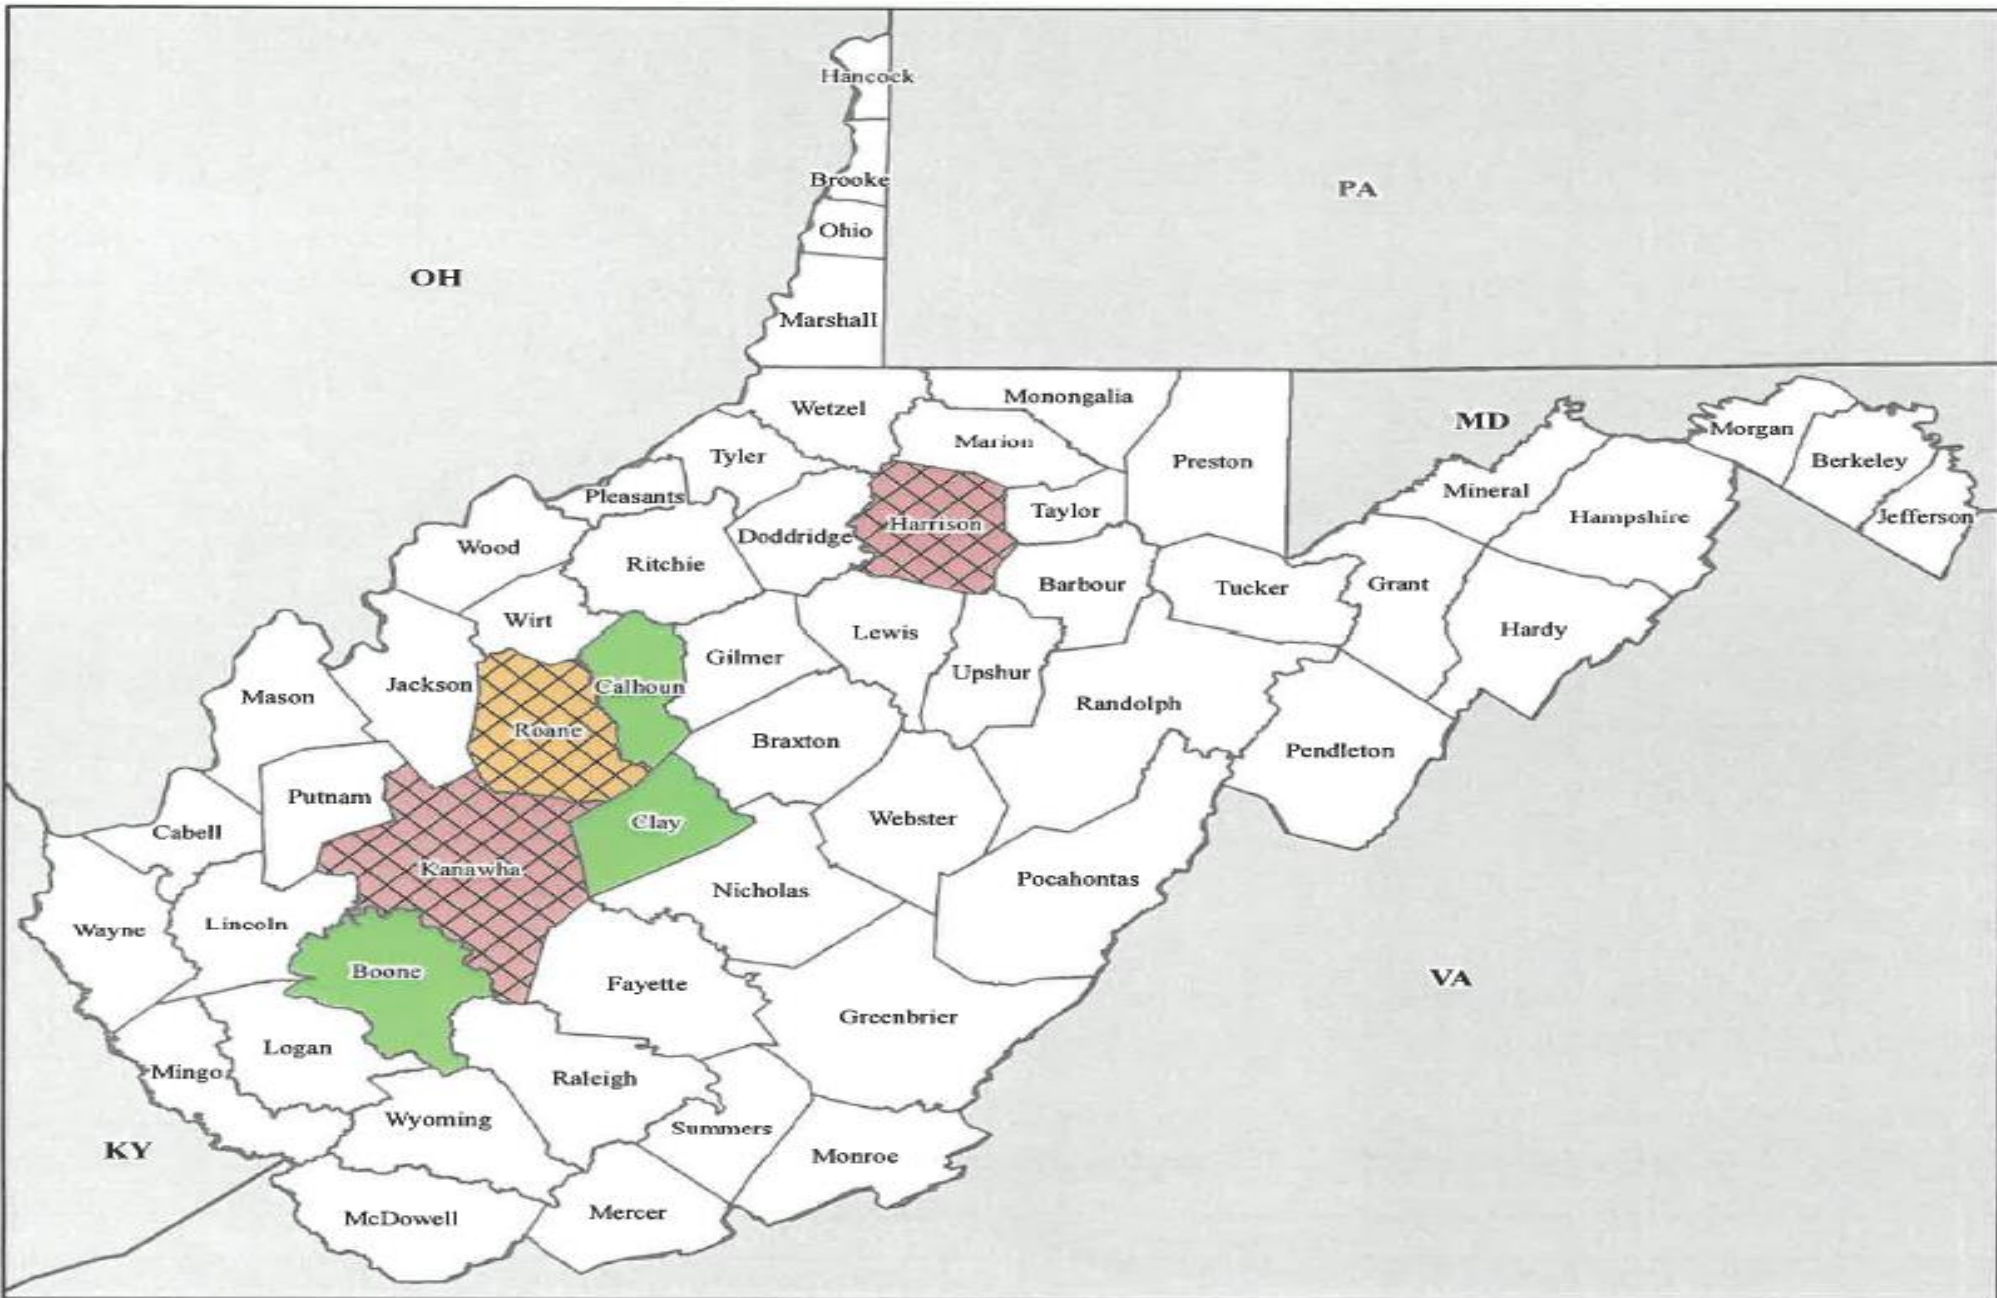 Hancock
Brooke
PA
Ohio
OH
Marshall
Wetzel
Monongalia
MD
Morgan
Marion
Tyler
Preston
Berkeley
Mineral
Pleasants
Taylor
Harrison
Hampshire
Jefferson
Doddridge
Wood
Ritchie
Barbour
Tucker
Grant
Wirt
Lewis
Hardy
Gilmer
Upshur
Jackson
Calhoun
Mason
Randolph
Roane
Braxton
Pendleton
Putnam
Webster
Clay
Cabell
Kanawha
Pocahontas
Nicholas
Lincoln
Wayne
Boone
VA
Fayette
Greenbrier
Logan
Mingo
Raleigh
Wyoming
Summers
KY
Monroe
Mercer
McDowell